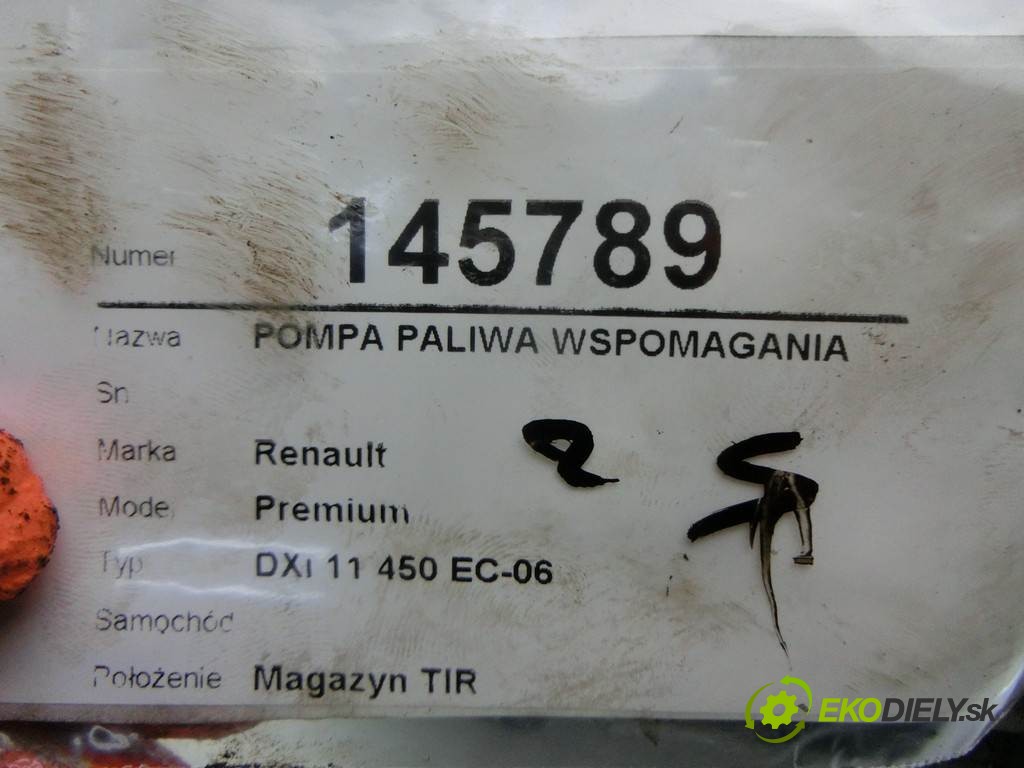 Numer 145789
Nazwa POMPA PALIWA WSPOMAGANIA
Sn
Marka Renault
Model Premium
Typ DXi 11 450 EC-06
Samochód
Położenie Magazyn TIR
EKODIELY.sk